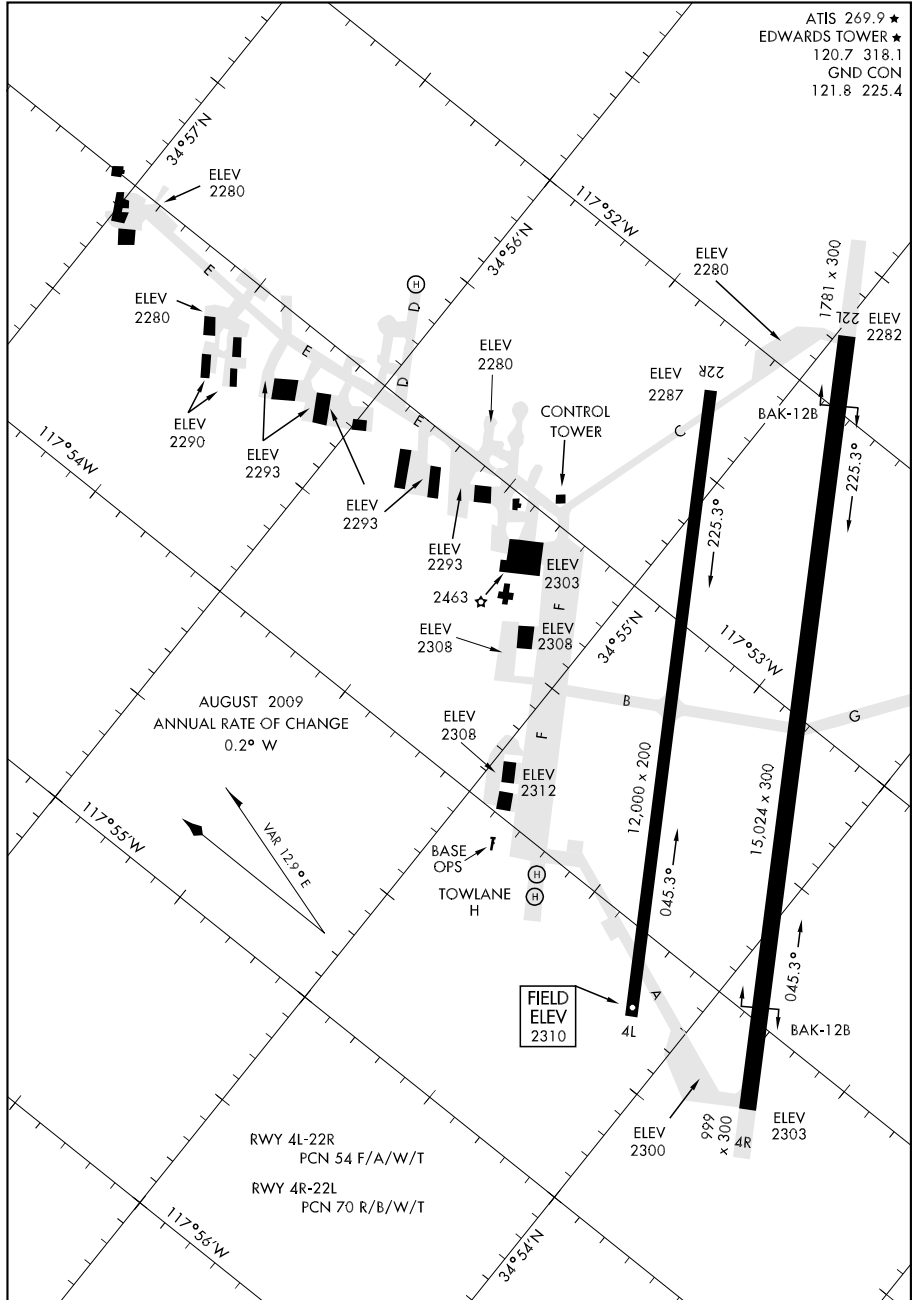 ATIS 269.9 ★
EDWARDS TOWER ★
120.7 318.1
GND CON
121.8 225.4
34°57'N
ELEV
2280
117°52'W
34°56'N
ELEV
2280
1781 x 300
H
D
E
ELEV
2280
22L
ELEV
2282
ELEV
2280
E
D
ELEV
2287
22R
BAK-12B
ELEV
2290
E
CONTROL
TOWER
C
117°54'W
ELEV
2293
225.3°
ELEV
2293
225.3°
ELEV
2293
ELEV
2303
2463
F
ELEV
2308
ELEV
2308
34°55'N
117°53'W
AUGUST 2009
ANNUAL RATE OF CHANGE
0.2° W
B
G
ELEV
2308
F
ELEV
2312
12,000 x 200
15,024 x 300
117°55'W
VAR 12.9° E
BASE
OPS
TOWLANE
H
H
H
045.3°
045.3°
FIELD
ELEV
2310
A
4L
BAK-12B
ELEV
2300
999
x 300
4R
ELEV
2303
RWY 4L-22R
PCN 54 F/A/W/T
RWY 4R-22L
PCN 70 R/B/W/T
117°56'W
34°54'N